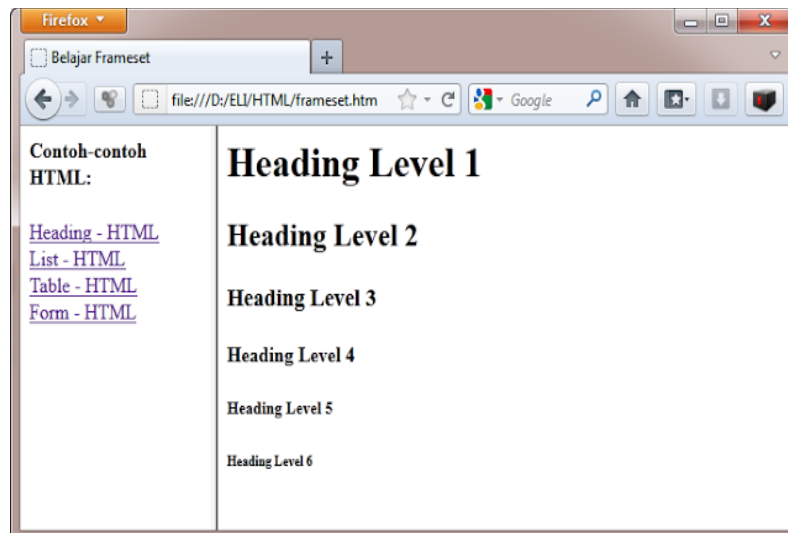 Firefox
Belajar Frameset
file:///D:/ELI/HTML/frameset.htm
Google
Contoh-contoh
HTML:
Heading - HTML
List - HTML
Table - HTML
Form - HTML
Heading Level 1
Heading Level 2
Heading Level 3
Heading Level 4
Heading Level 5
Heading Level 6